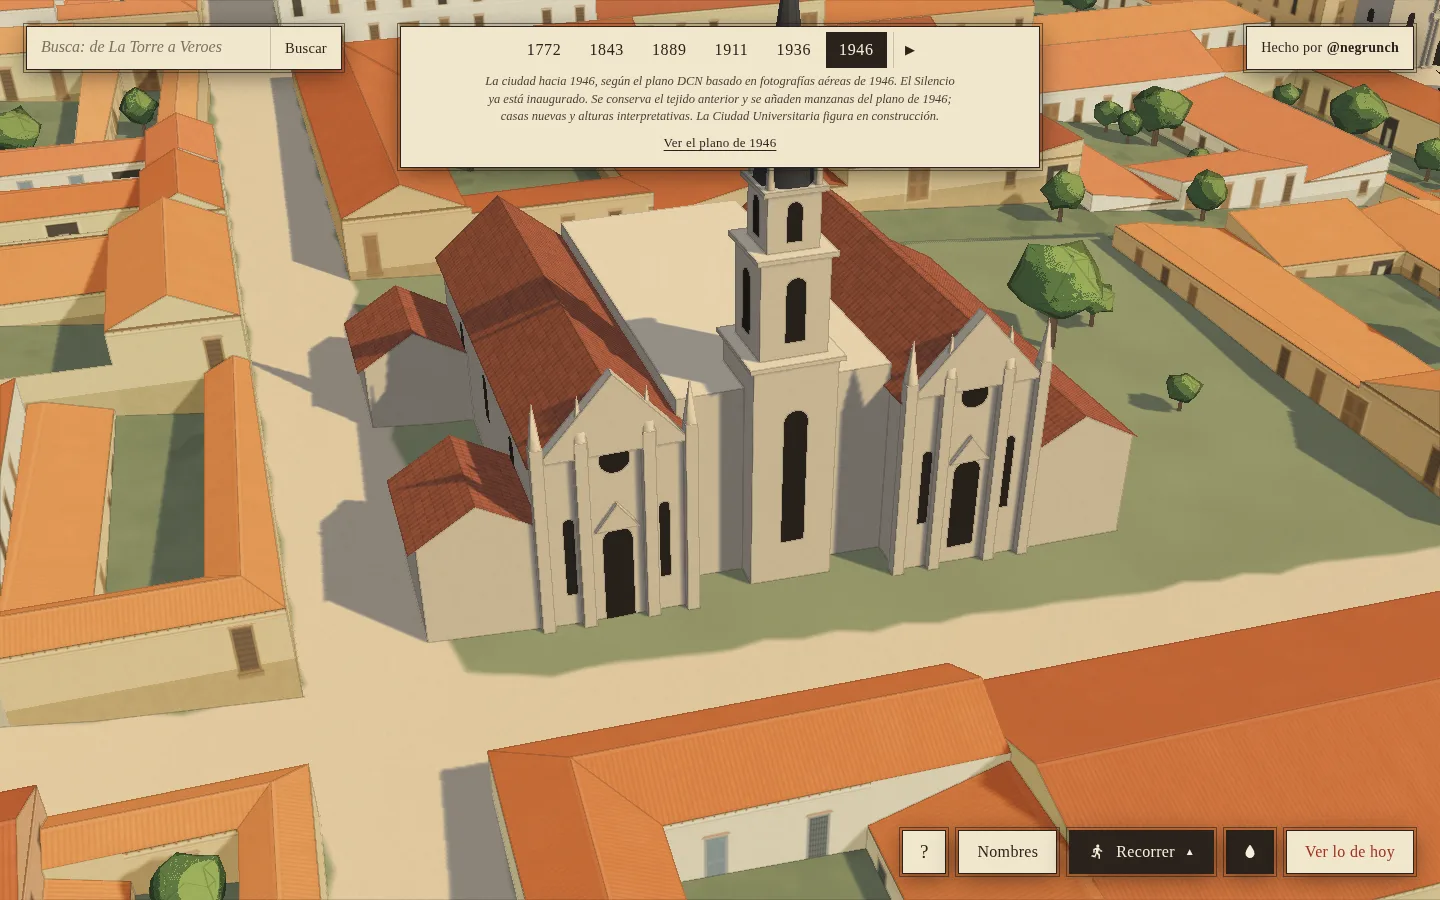 Busca: de La Torre a Veroes
Buscar
1772 1843 1889 1911 1936 1946 ▶
La ciudad hacia 1946, según el plano DCN basado en fotografías aéreas de 1946. El Silencio
ya está inaugurado. Se conserva el tejido anterior y se añaden manzanas del plano de 1946;
casas nuevas y alturas interpretativas. La Ciudad Universitaria figura en construcción.
Ver el plano de 1946
Hecho por @negrunch
?
Nombres
Recorrer ▲
Ver lo de hoy